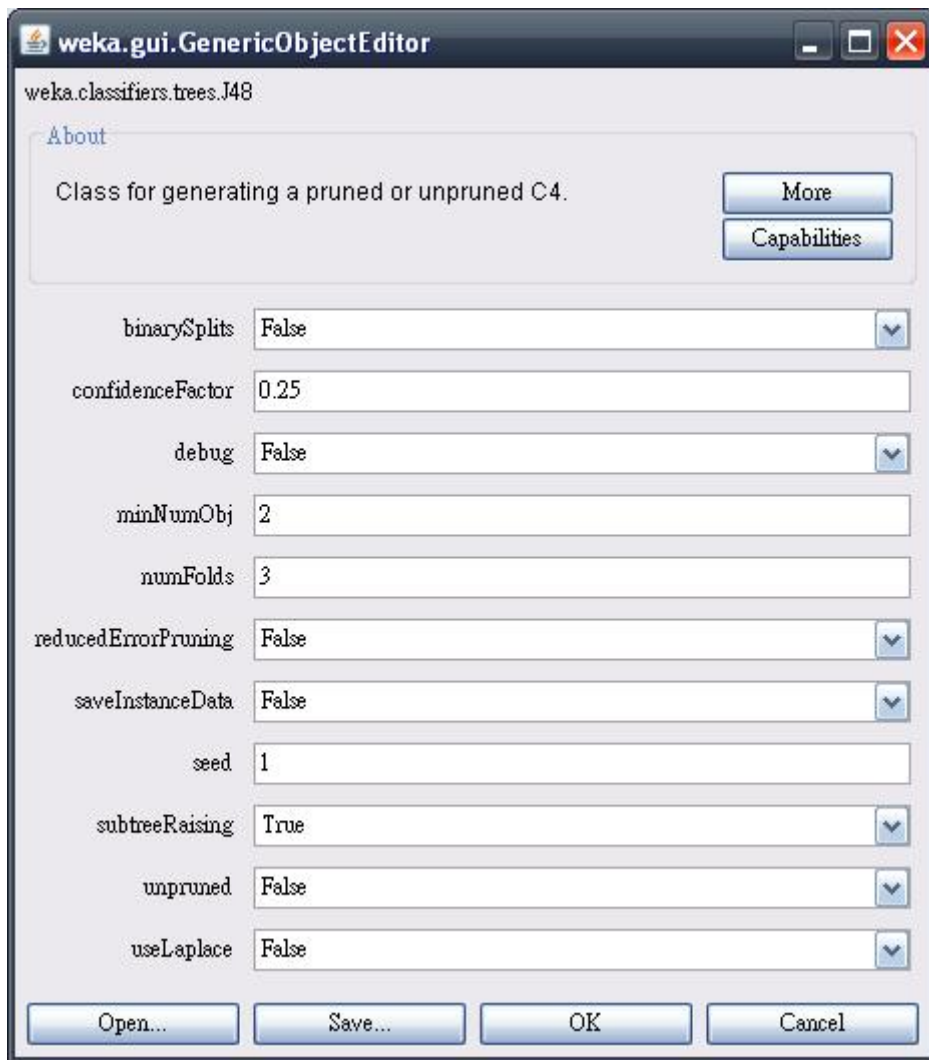 weka.gui.GenericObjectEditor
weka.classifiers.trees.J48
About
Class for generating a pruned or unpruned C4.
More
Capabilities
binarySplits False
confidenceFactor 0.25
debug False
minNumObj 2
numFolds 3
reducedErrorPruning False
saveInstanceData False
seed 1
subtreeRaising True
unpruned False
useLaplace False
Open... Save... OK Cancel